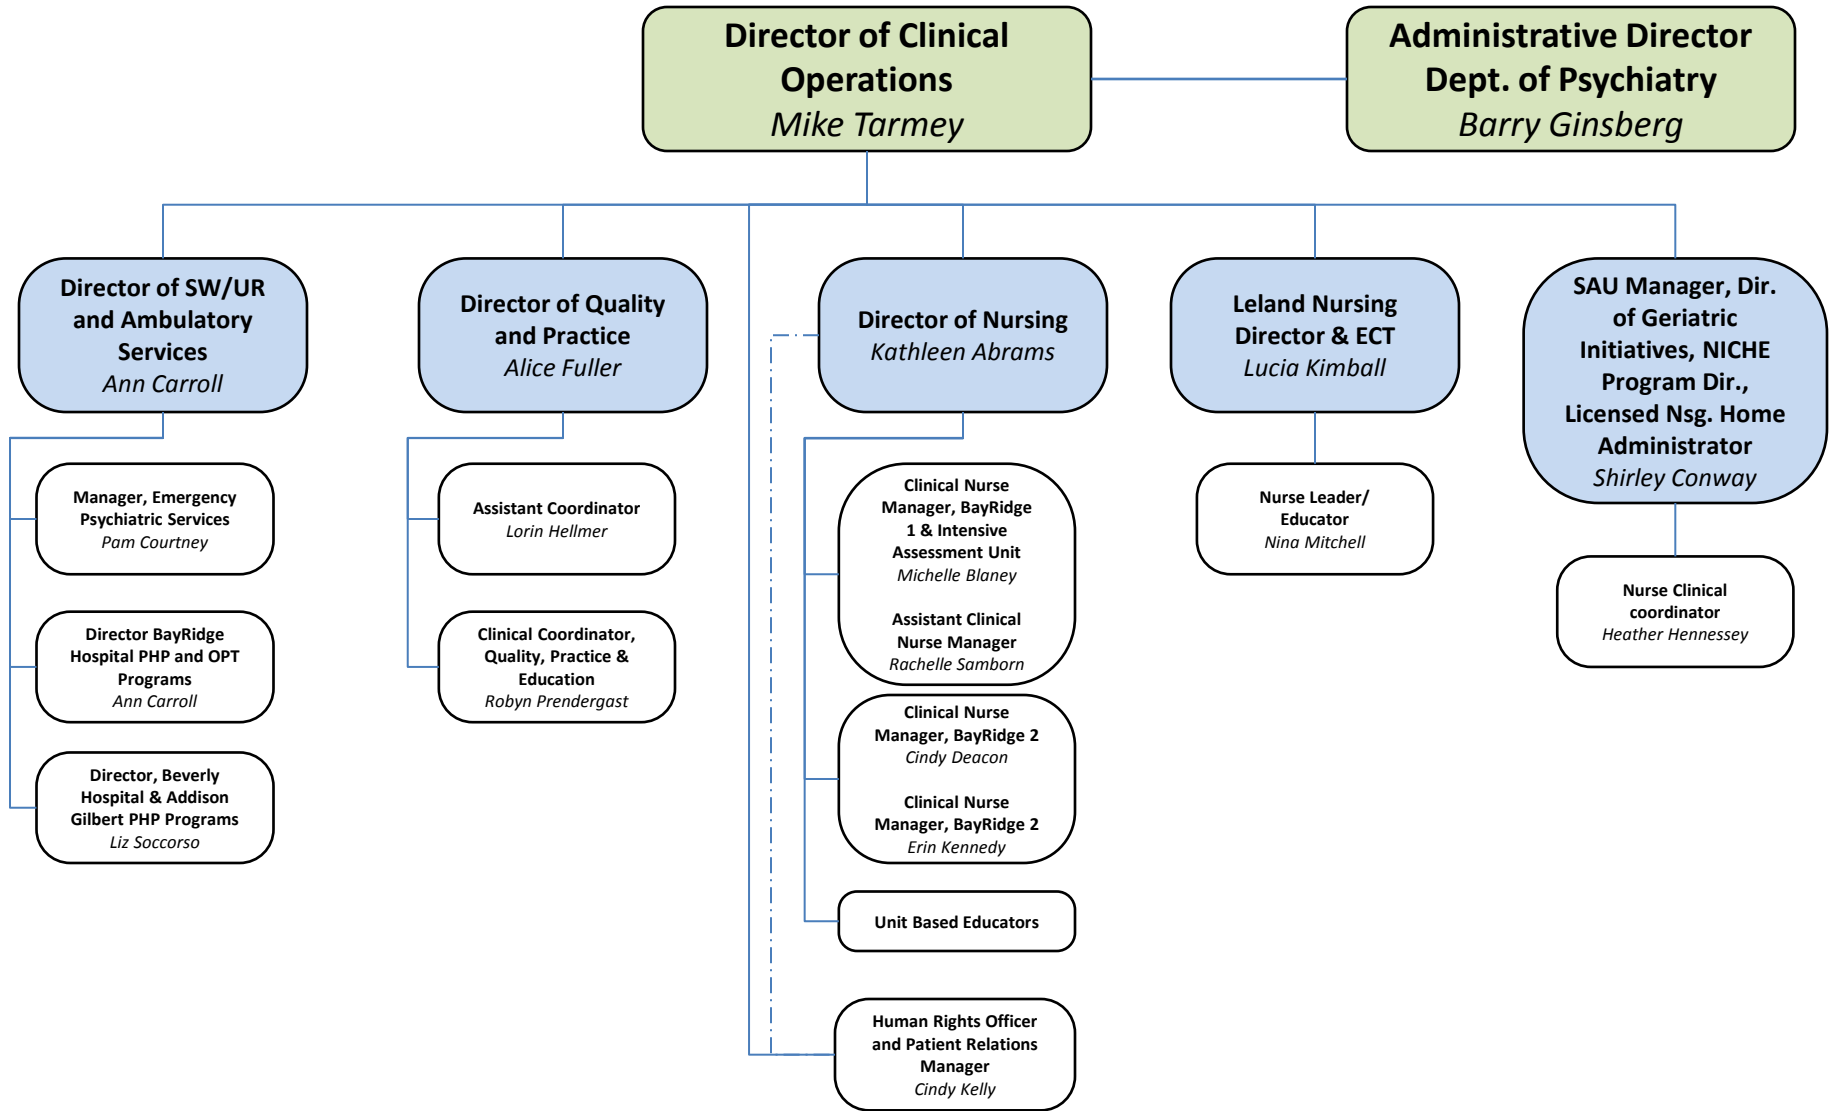 Director of Clinical
Operations
Mike Tarmey
Administrative Director
Dept. of Psychiatry
Barry Ginsberg
Director of SW/UR
and Ambulatory
Services
Ann Carroll
Director of Quality
and Practice
Alice Fuller
Director of Nursing
Kathleen Abrams
Leland Nursing
Director & ECT
Lucia Kimball
SAU Manager, Dir.
of Geriatric
Initiatives, NICHE
Program Dir.,
Licensed Nsg. Home
Administrator
Shirley Conway
Manager, Emergency
Psychiatric Services
Pam Courtney
Director BayRidge
Hospital PHP and OPT
Programs
Ann Carroll
Director, Beverly
Hospital & Addison
Gilbert PHP Programs
Liz Soccorso
Assistant Coordinator
Lorin Hellmer
Clinical Coordinator,
Quality, Practice &
Education
Robyn Prendergast
Clinical Nurse
Manager, BayRidge
1 & Intensive
Assessment Unit
Michelle Blaney
Assistant Clinical
Nurse Manager
Rachelle Samborn
Clinical Nurse
Manager, BayRidge 2
Cindy Deacon
Clinical Nurse
Manager, BayRidge 2
Erin Kennedy
Unit Based Educators
Human Rights Officer
and Patient Relations
Manager
Cindy Kelly
Nurse Leader/
Educator
Nina Mitchell
Nurse Clinical
coordinator
Heather Hennessey